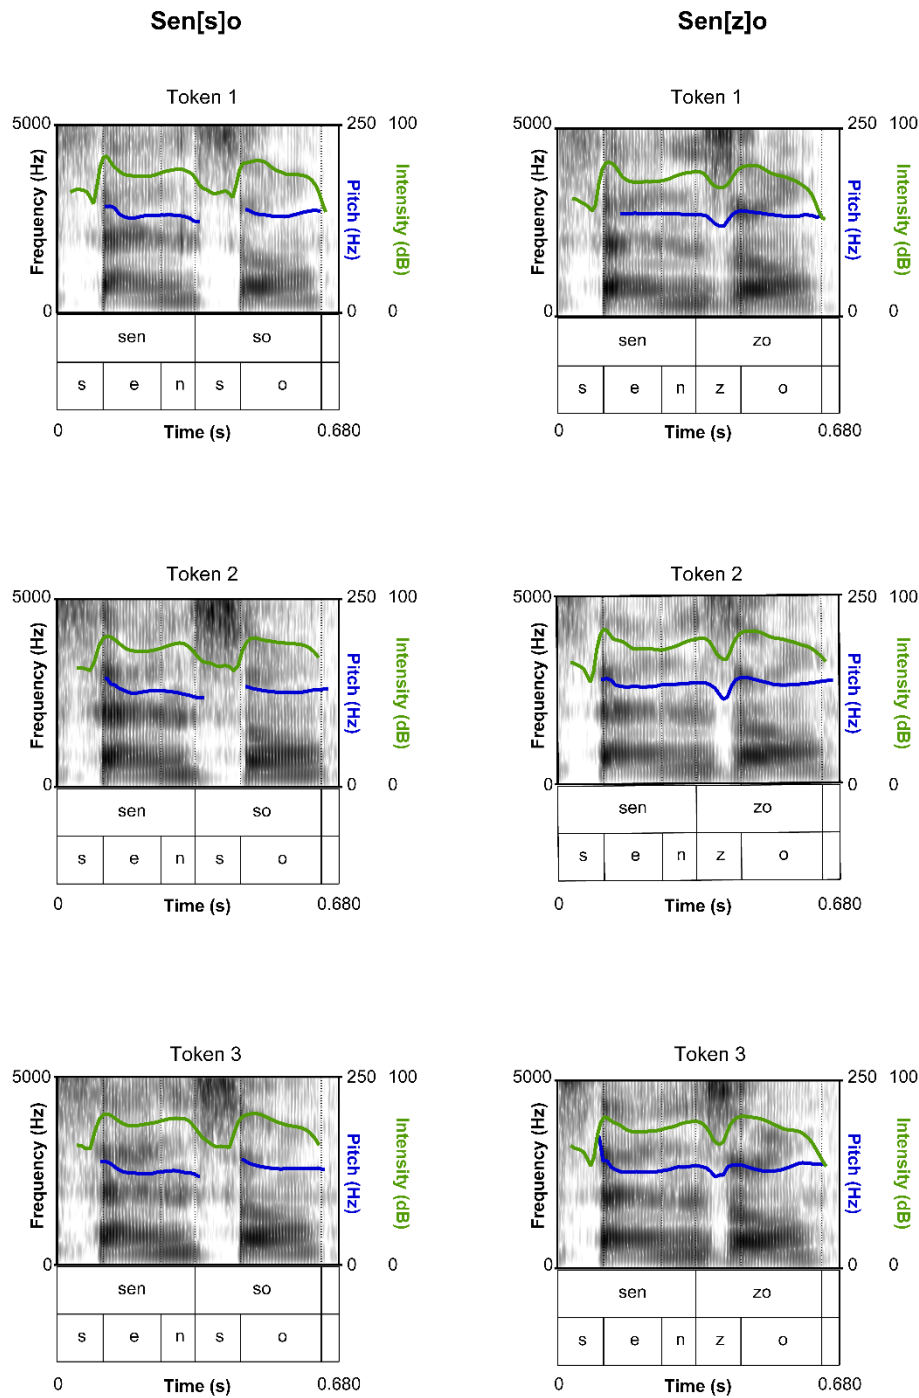 Sen[s]o
Sen[z]o
Token 1
5000
250 100
Frequency (Hz)
Pitch (Hz)
Intensity (dB)
0
0 0
sen so
s e n s o
0 Time (s) 0.680
Token 1
5000
250 100
Frequency (Hz)
Pitch (Hz)
Intensity (dB)
0
0 0
sen zo
s e n z o
0 Time (s) 0.680
Token 2
5000
250 100
Frequency (Hz)
Pitch (Hz)
Intensity (dB)
0
0 0
sen so
s e n s o
0 Time (s) 0.680
Token 2
5000
250 100
Frequency (Hz)
Pitch (Hz)
Intensity (dB)
0
0 0
sen zo
s e n z o
0 Time (s) 0.680
Token 3
5000
250 100
Frequency (Hz)
Pitch (Hz)
Intensity (dB)
0
0 0
sen so
s e n s o
0 Time (s) 0.680
Token 3
5000
250 100
Frequency (Hz)
Pitch (Hz)
Intensity (dB)
0
0 0
sen zo
s e n z o
0 Time (s) 0.680